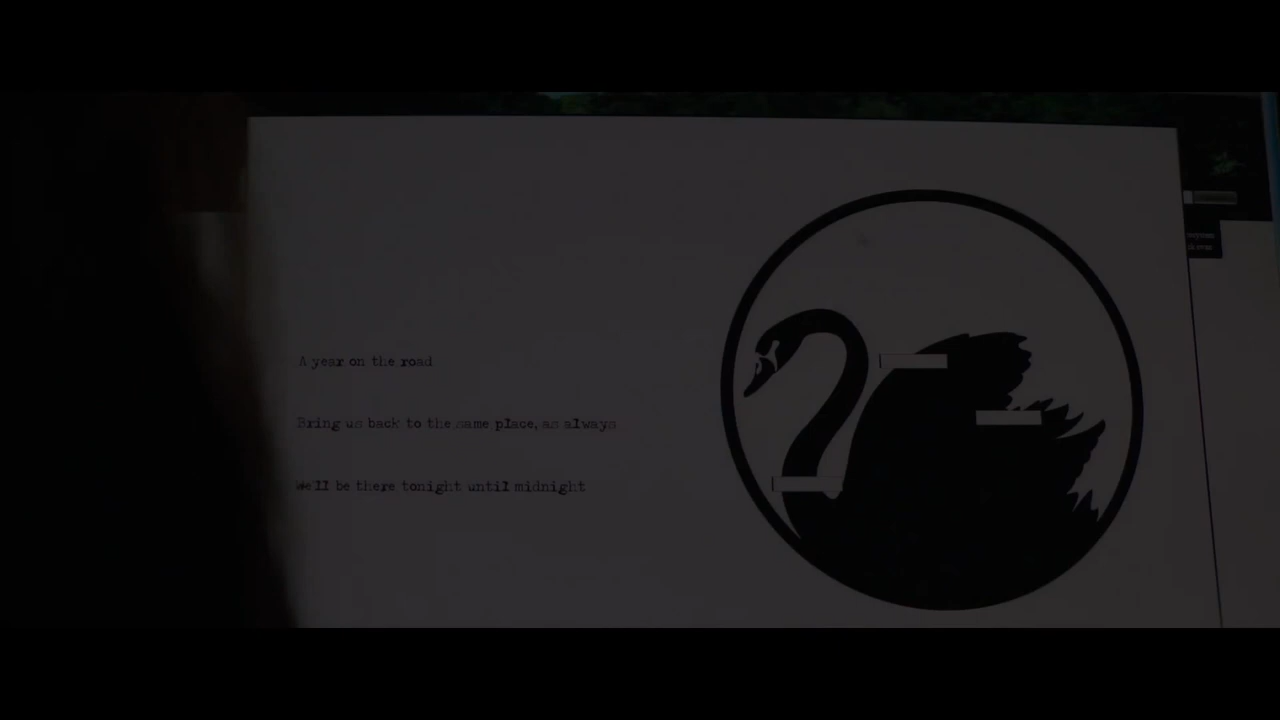 A year on the road
Bring us back to the same place, as always
We'll be there tonight until midnight